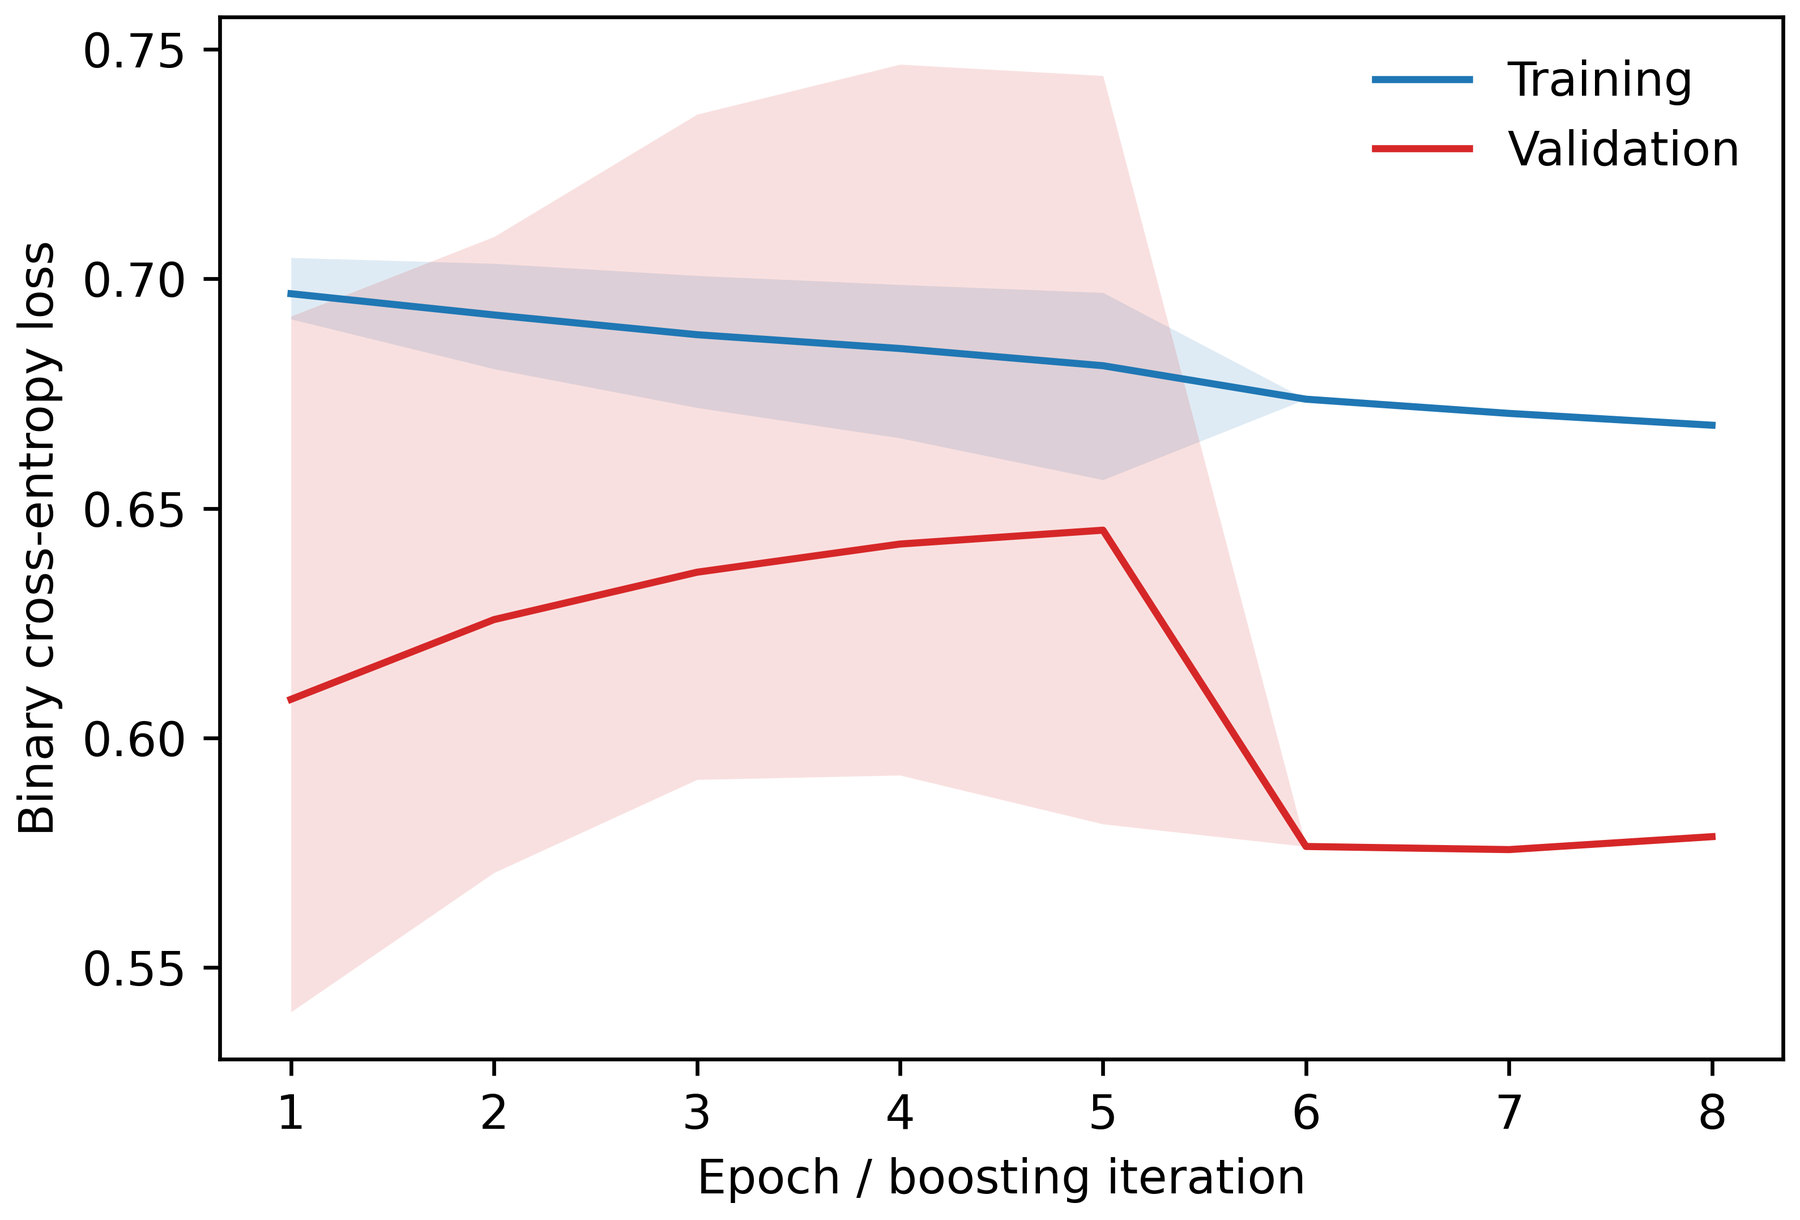 0.75
0.70
0.65
0.60
0.55
Binary cross-entropy loss
Training
Validation
1 2 3 4 5 6 7 8
Epoch / boosting iteration